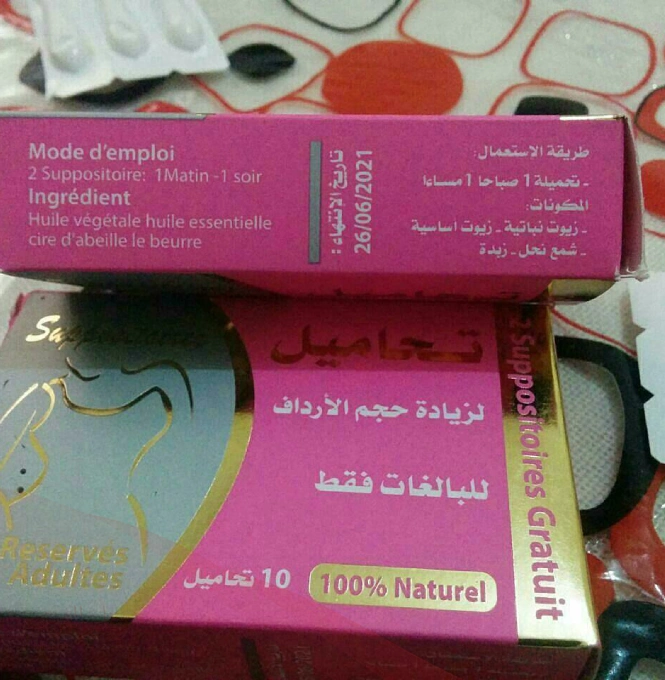 Mode d'emploi
2 Suppositoire: 1Matin -1 soir
Ingrédient
Huile végétale huile essentielle
cire d'abeille le beurre
تاريخ الانتهاء:
26/06/2021
طريقة الاستعمال:
- تحميلة 1 صباحا 1 مساءا
المكونات:
- زيوت نباتية - زيوت اساسية
- شمع نحل - زبدة
تحاميل
لزيادة حجم الأرداف
للبالغات فقط
10 تحاميل
100% Naturel
Reservés
Adultes
2 Suppositoires Gratuit